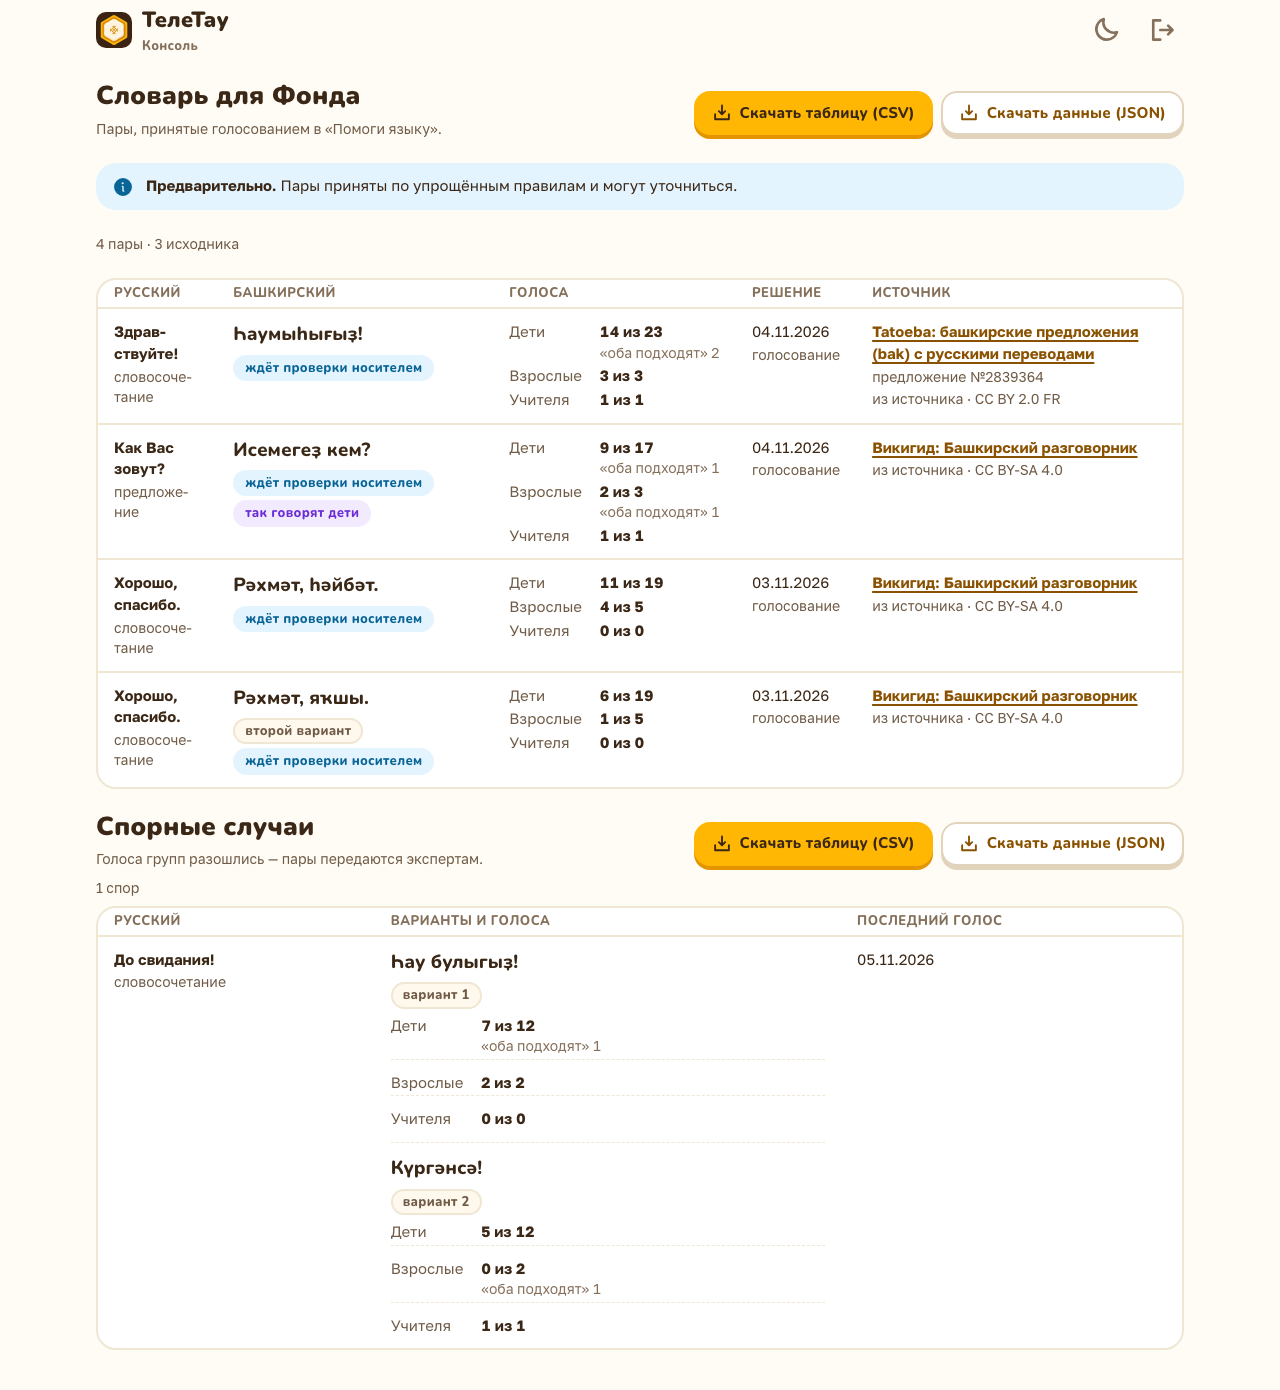 ТелеТау
Консоль
Словарь для Фонда
Пары, принятые голосованием в «Помоги языку».
Скачать таблицу (CSV)
Скачать данные (JSON)
Предварительно. Пары приняты по упрощённым правилам и могут уточниться.
4 пары · 3 исходника
РУССКИЙ БАШКИРСКИЙ ГОЛОСА РЕШЕНИЕ ИСТОЧНИК
Здрав-
ствуйте!
словосоче-
тание
Һаумыһығыҙ!
ждёт проверки носителем
Дети 14 из 23
«оба подходят» 2
Взрослые 3 из 3
Учителя 1 из 1
04.11.2026
голосование
Tatoeba: башкирские предложения
(bak) с русскими переводами
предложение №2839364
из источника · CC BY 2.0 FR
Как Вас
зовут?
предложе-
ние
Исемегеҙ кем?
ждёт проверки носителем
так говорят дети
Дети 9 из 17
«оба подходят» 1
Взрослые 2 из 3
«оба подходят» 1
Учителя 1 из 1
04.11.2026
голосование
Викигид: Башкирский разговорник
из источника · CC BY-SA 4.0
Хорошо,
спасибо.
словосоче-
тание
Рәхмәт, һәйбәт.
ждёт проверки носителем
Дети 11 из 19
Взрослые 4 из 5
Учителя 0 из 0
03.11.2026
голосование
Викигид: Башкирский разговорник
из источника · CC BY-SA 4.0
Хорошо,
спасибо.
словосоче-
тание
Рәхмәт, яҡшы.
второй вариант
ждёт проверки носителем
Дети 6 из 19
Взрослые 1 из 5
Учителя 0 из 0
03.11.2026
голосование
Викигид: Башкирский разговорник
из источника · CC BY-SA 4.0
Спорные случаи
Голоса групп разошлись — пары передаются экспертам.
Скачать таблицу (CSV)
Скачать данные (JSON)
1 спор
РУССКИЙ ВАРИАНТЫ И ГОЛОСА ПОСЛЕДНИЙ ГОЛОС
До свидания!
словосочетание
Һау булығыҙ!
вариант 1
Дети 7 из 12
«оба подходят» 1
Взрослые 2 из 2
Учителя 0 из 0
Күргәнсә!
вариант 2
Дети 5 из 12
Взрослые 0 из 2
«оба подходят» 1
Учителя 1 из 1
05.11.2026